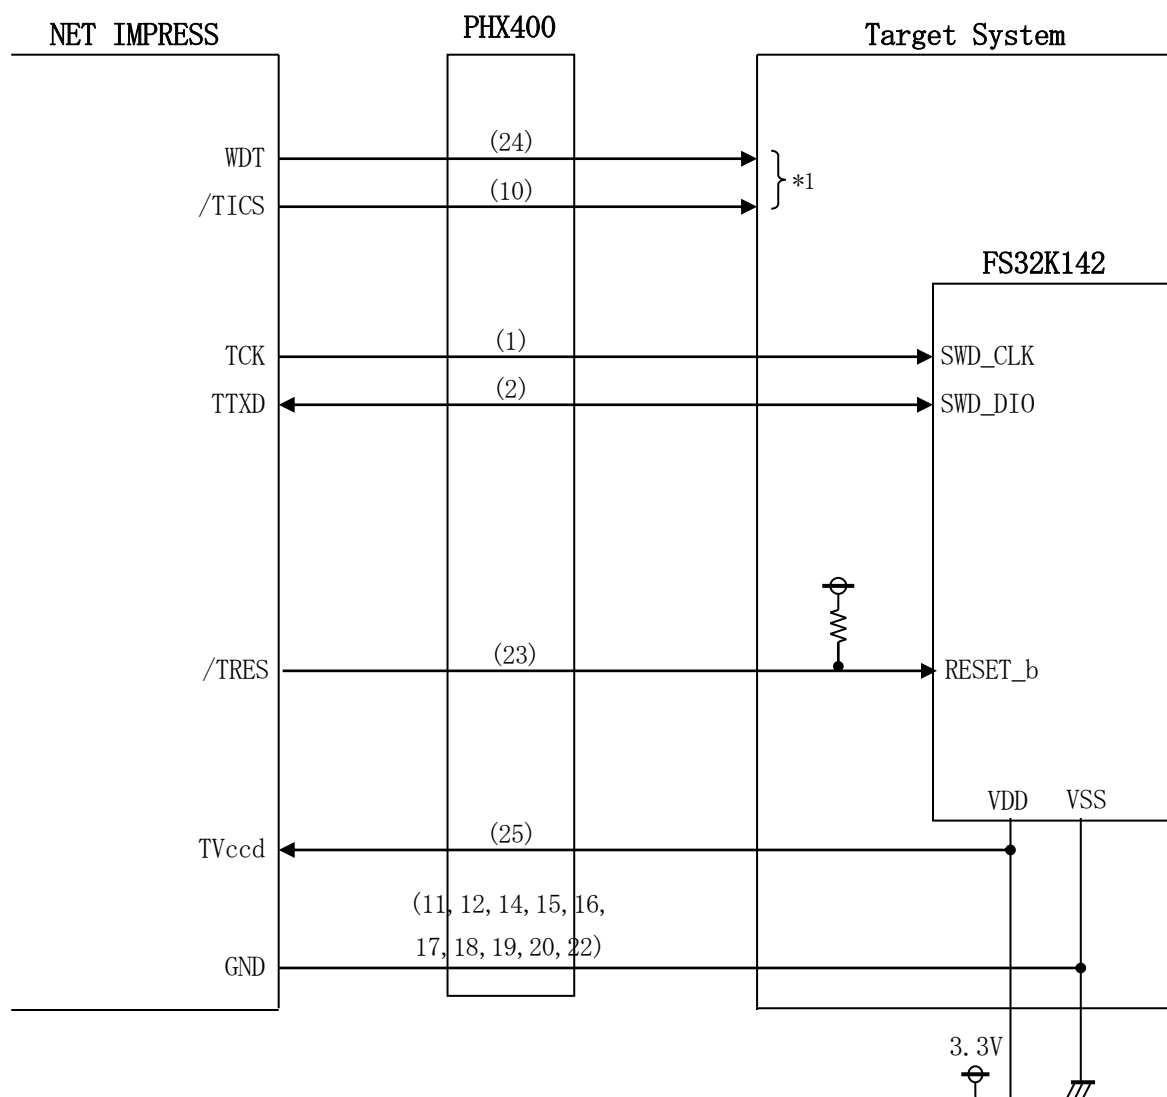 NET IMPRESS
PHX400
Target System
WDT
(24)
*1
/TICS
(10)
FS32K142
TCK
(1)
SWD_CLK
TTXD
(2)
SWD_DIO
/TRES
(23)
RESET_b
VDD
VSS
TVccd
(25)
(11, 12, 14, 15, 16,
17, 18, 19, 20, 22)
GND
3.3V